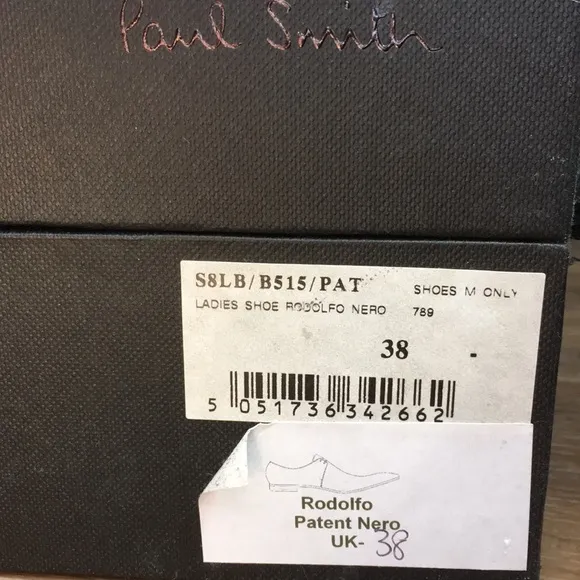 Paul Smith
S8LB/B515/PAT SHOES M ONLY
LADIES SHOE RODOLFO NERO 789
38 -
5 051736 342662
Rodolfo
Patent Nero
UK- 38